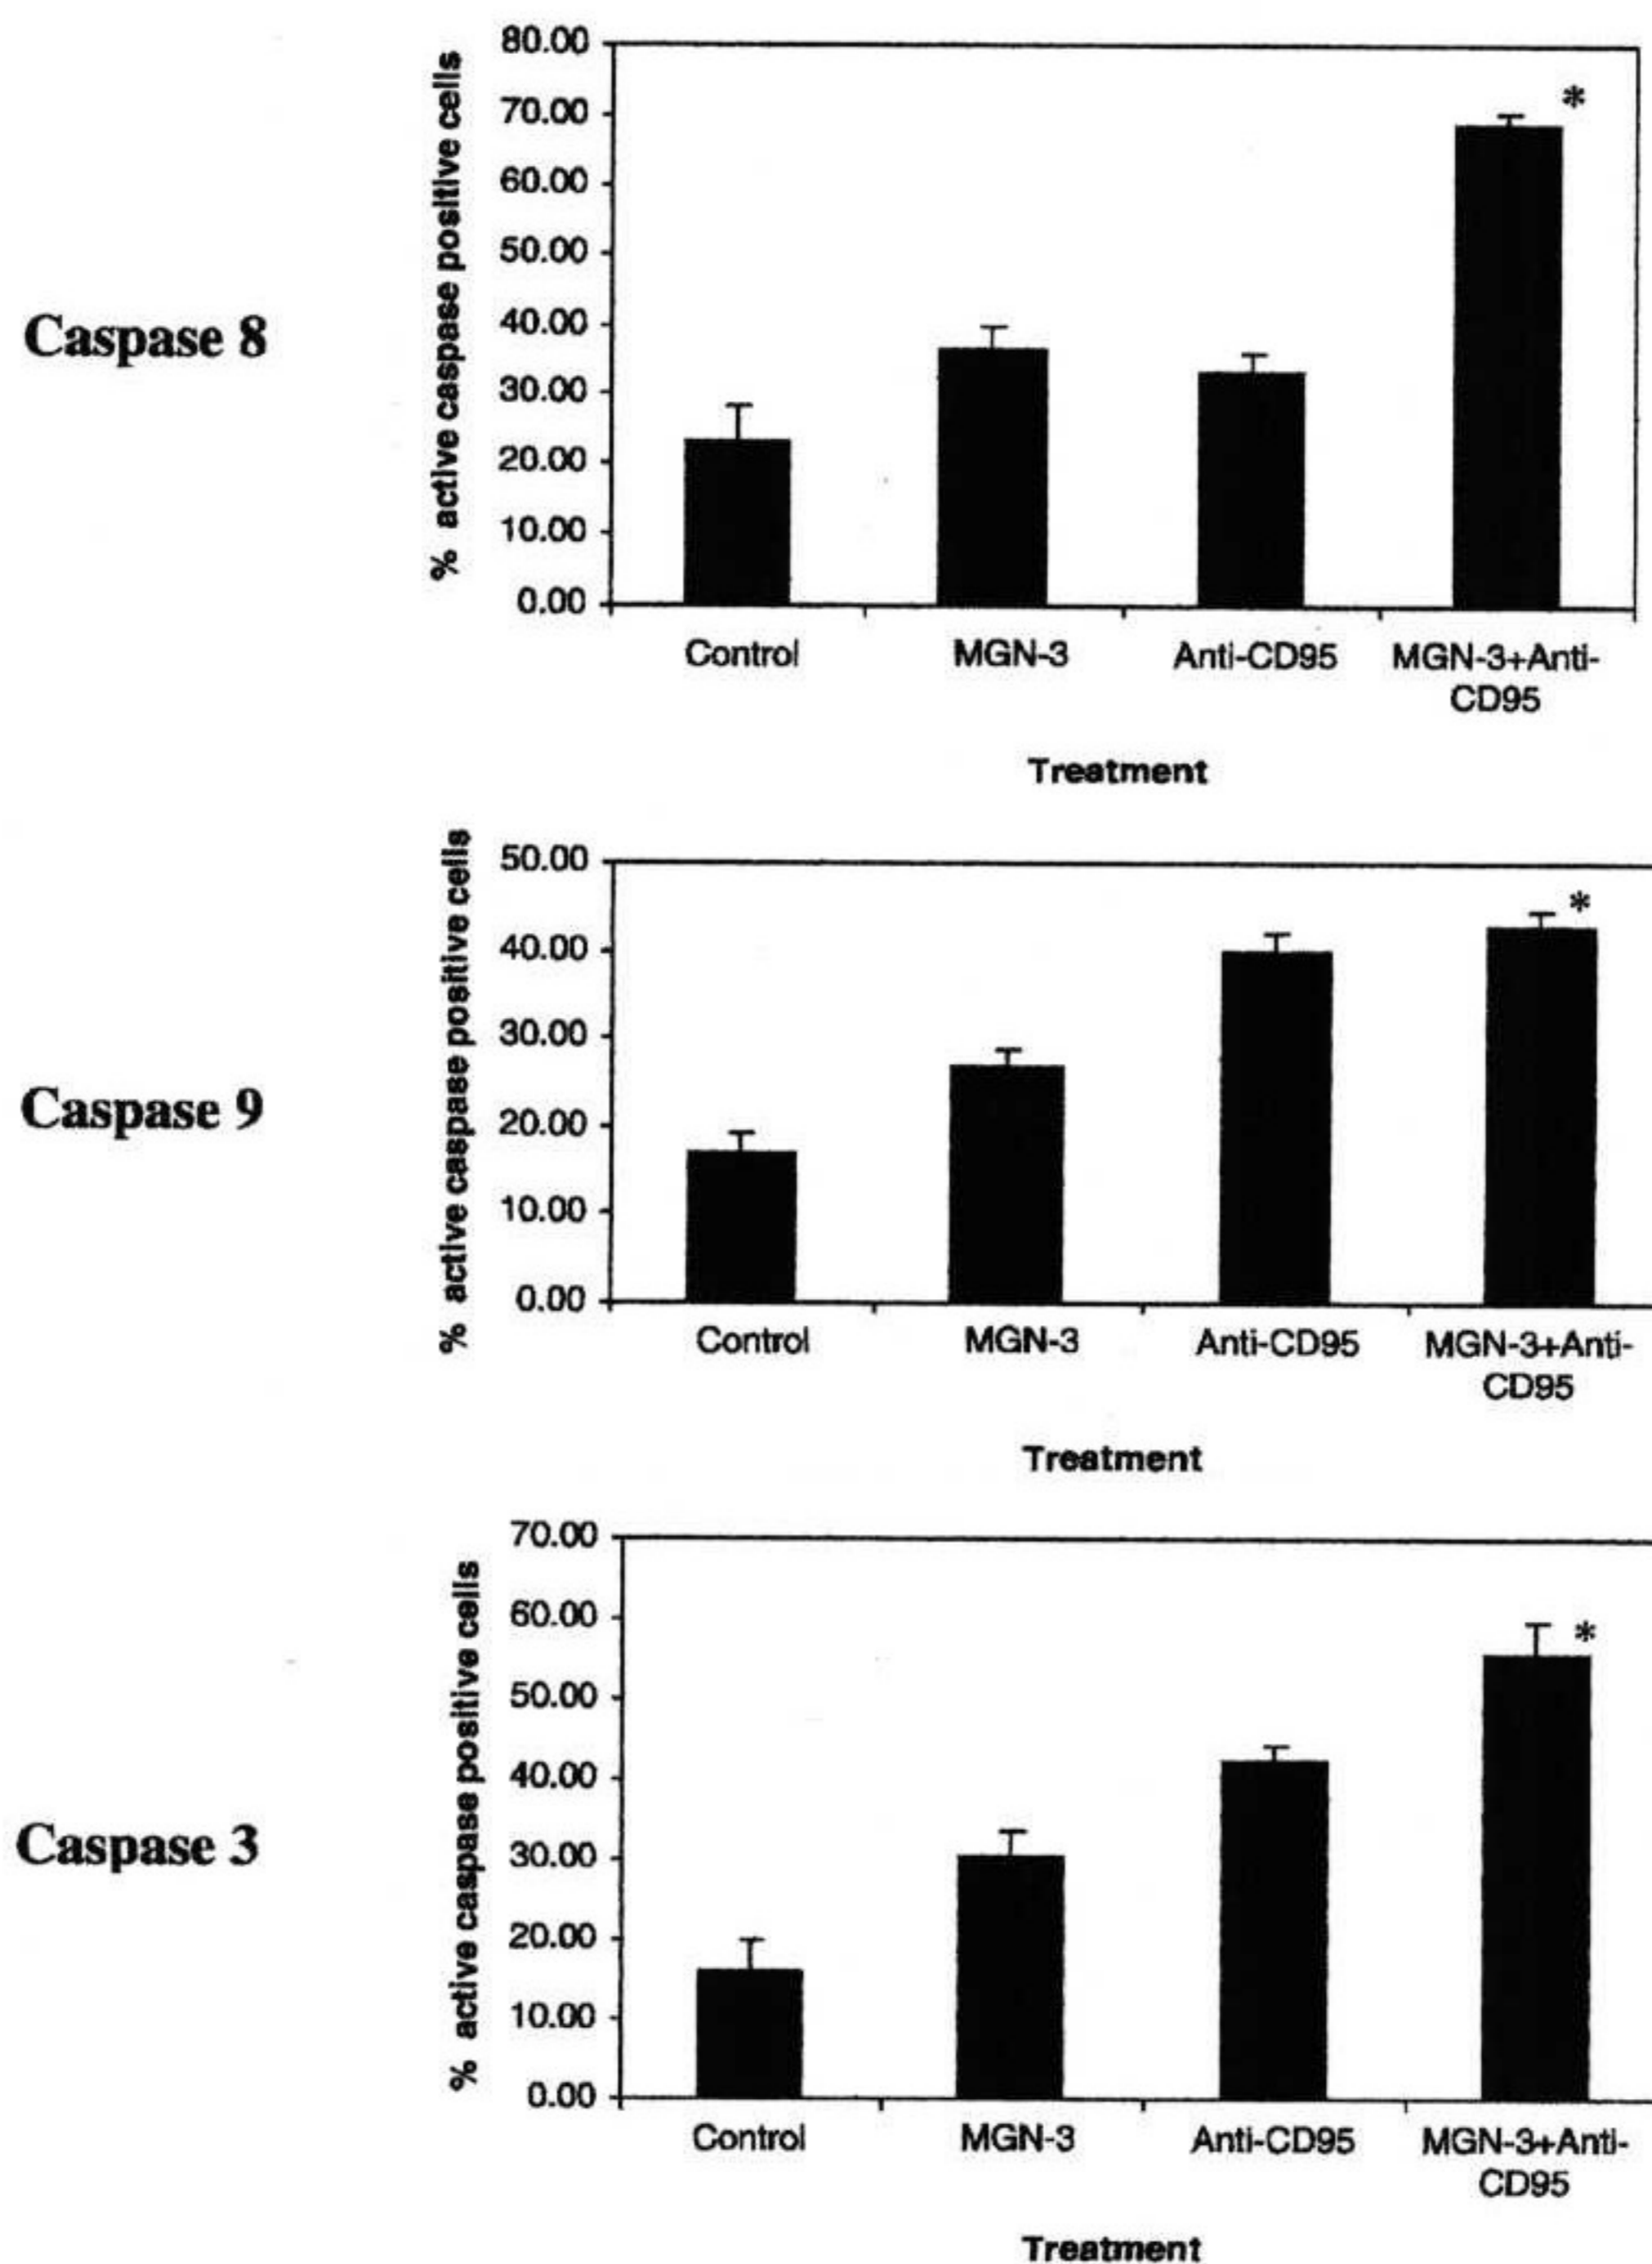 Caspase 8
% active caspase positive cells
80.00
70.00
60.00
50.00
40.00
30.00
20.00
10.00
0.00
*
Control MGN-3 Anti-CD95 MGN-3+Anti-
CD95
Treatment
Caspase 9
% active caspase positive cells
50.00
40.00
30.00
20.00
10.00
0.00
*
Control MGN-3 Anti-CD95 MGN-3+Anti-
CD95
Treatment
Caspase 3
% active caspase positive cells
70.00
60.00
50.00
40.00
30.00
20.00
10.00
0.00
*
Control MGN-3 Anti-CD95 MGN-3+Anti-
CD95
Treatment